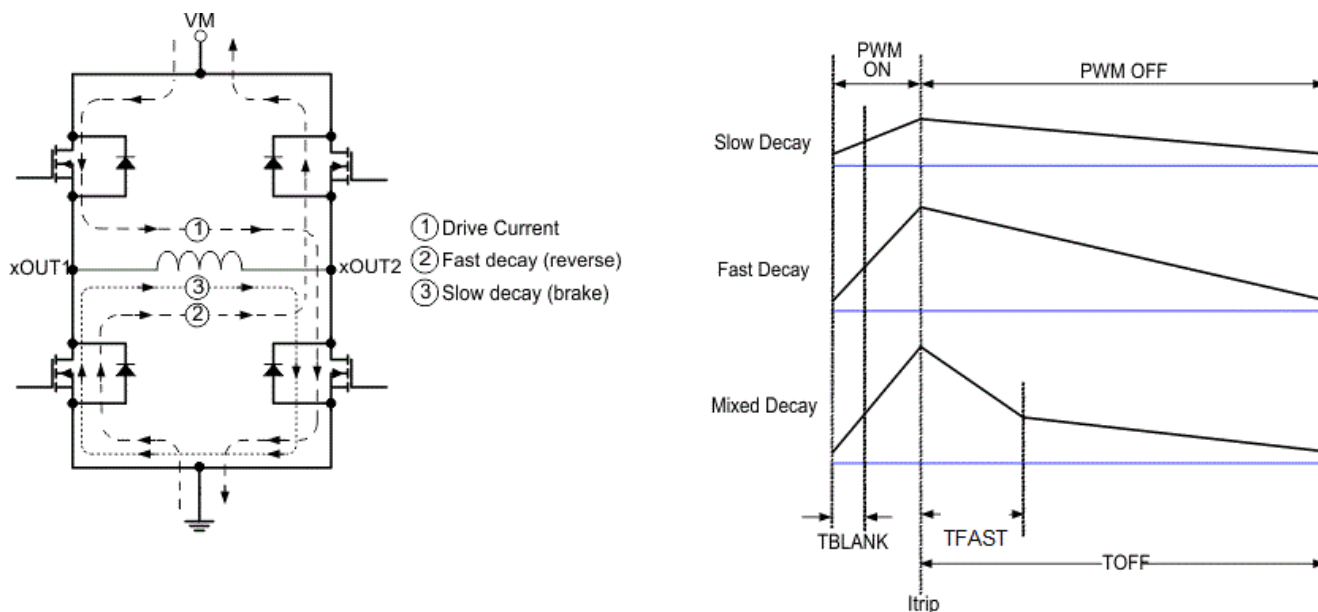 VM
1
xOUT1
xOUT2
3
2
1 Drive Current
2 Fast decay (reverse)
3 Slow decay (brake)
PWM
ON
PWM OFF
Slow Decay
Fast Decay
Mixed Decay
TBLANK
TFAST
TOFF
Itrip